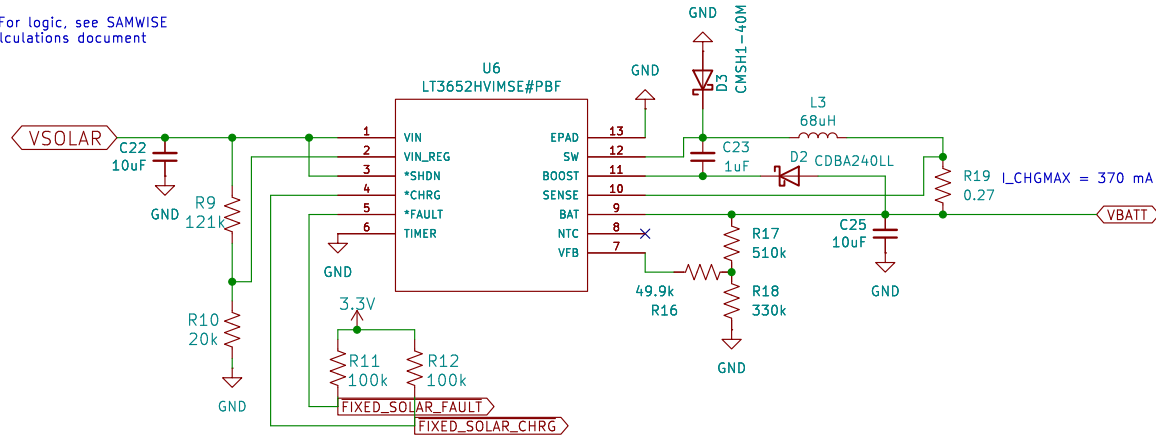 For logic, see SAMWISE
lculations document
GND
CMSH1-40M
D3
U6
LT3652HVIMSE#PBF
GND
L3
68uH
VSOLAR
C22
10uF
GND
R9
121k
R10
20k
GND
1 VIN
2 VIN_REG
3 *SHDN
4 *CHRG
5 *FAULT
6 TIMER
GND
EPAD 13
SW 12
BOOST 11
SENSE 10
BAT 9
NTC 8
VFB 7
C23
1uF
D2 CDBA240LL
R19
0.27
I_CHGMAX = 370 mA
VBATT
C25
10uF
GND
R17
510k
49.9k
R16
R18
330k
GND
3.3V
R11
100k
R12
100k
FIXED_SOLAR_FAULT
FIXED_SOLAR_CHRG